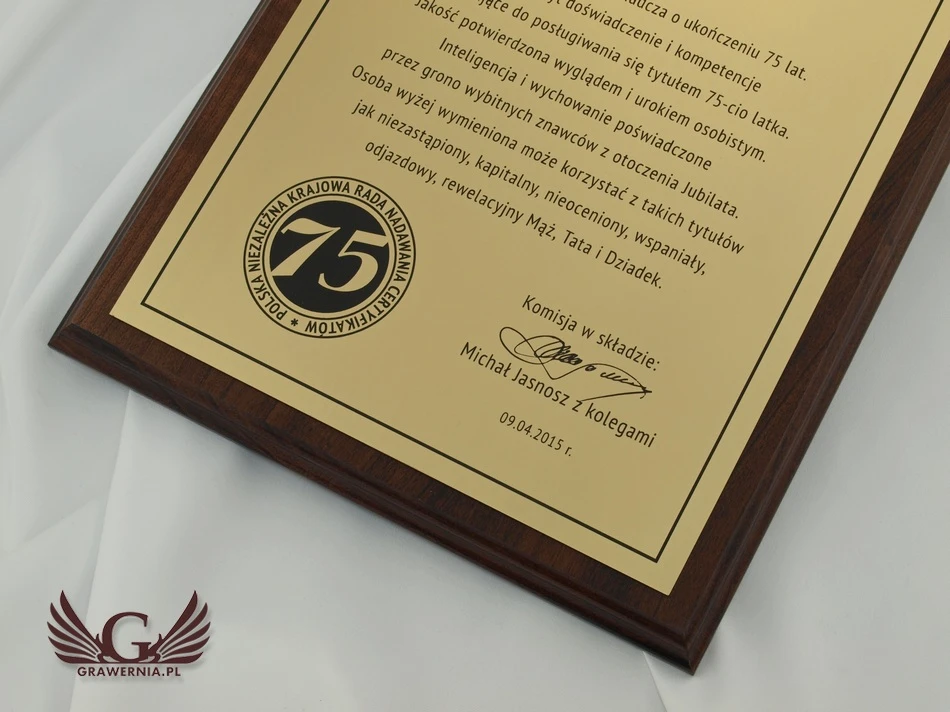 o ukończeniu 75 lat.
doświadczenie i kompetencje
do posługiwania się tytułem 75-cio latka.
jakość potwierdzona wyglądem i urokiem osobistym.
Inteligencja i wychowanie poświadczone
przez grono wybitnych znawców z otoczenia Jubilata.
Osoba wyżej wymieniona może korzystać z takich tytułów
jak niezastąpiony, kapitalny, nieoceniony, wspaniały,
odjazdowy, rewelacyjny Mąż, Tata i Dziadek.
POLSKA NIEZALEŻNA KRAJOWA RADA NADAWANIA CERTYFIKATÓW *
75
Komisja w składzie:
Michał Jasnosz z kolegami
09.04.2015 r.
G
GRAWERNIA.PL